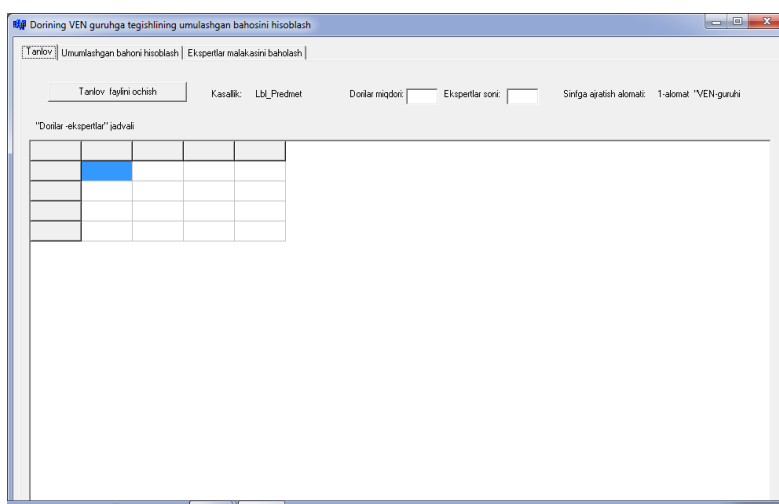 Dorining VEN guruhga tegishlining umulashgan bahosini hisoblash
Tanlov Umumlashgan bahoni hisoblash Ekspertlar malakasini baholash
Tanlov faylini ochish Kasallik: Lbl_Predmet Dorilar miqdori: Ekspertlar soni: Sinfga ajratish alomati: 1-alomat "VEN-guruhi
"Dorilar -ekspertlar" jadvali